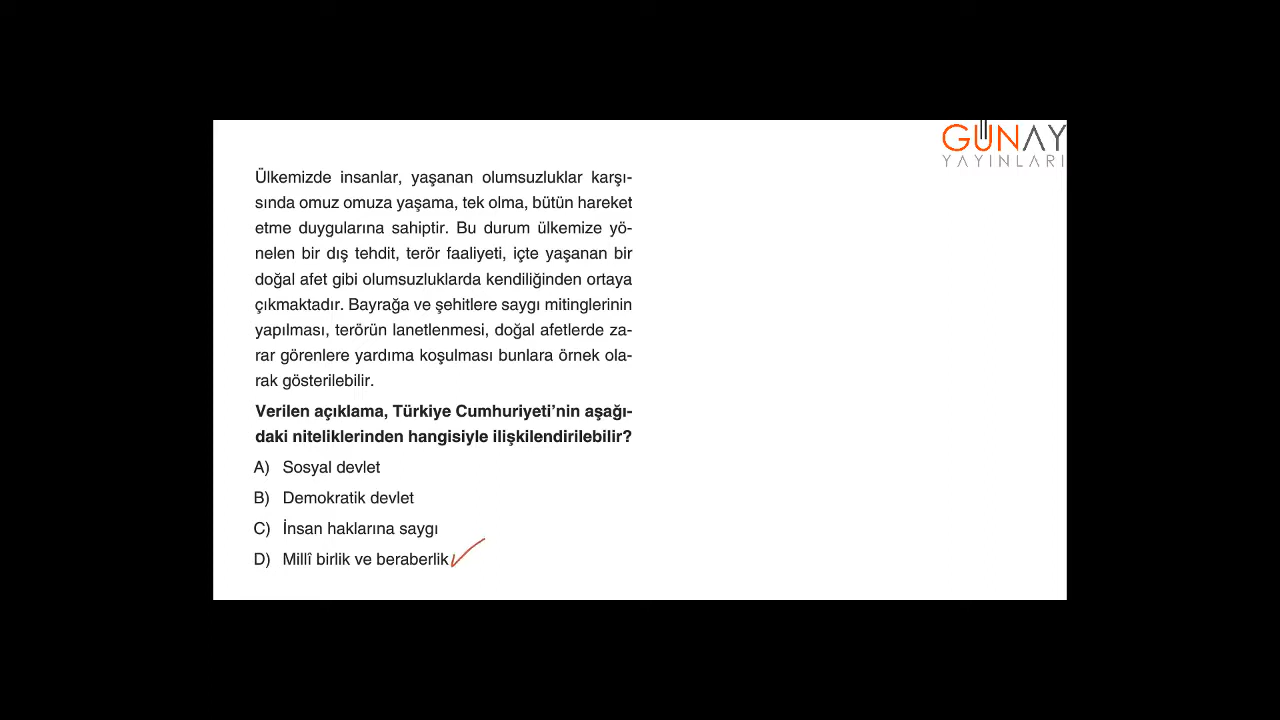 GÜNAY
YAYINLARI
Ülkemizde insanlar, yaşanan olumsuzluklar karşı-
sında omuz omuza yaşama, tek olma, bütün hareket
etme duygularına sahiptir. Bu durum ülkemize yö-
nelen bir dış tehdit, terör faaliyeti, içte yaşanan bir
doğal afet gibi olumsuzluklarda kendiliğinden ortaya
çıkmaktadır. Bayrağa ve şehitlere saygı mitinglerinin
yapılması, terörün lanetlenmesi, doğal afetlerde za-
rar görenlere yardıma koşulması bunlara örnek ola-
rak gösterilebilir.
Verilen açıklama, Türkiye Cumhuriyeti’nin aşağı-
daki niteliklerinden hangisiyle ilişkilendirilebilir?
A) Sosyal devlet
B) Demokratik devlet
C) İnsan haklarına saygı
D) Millî birlik ve beraberlik